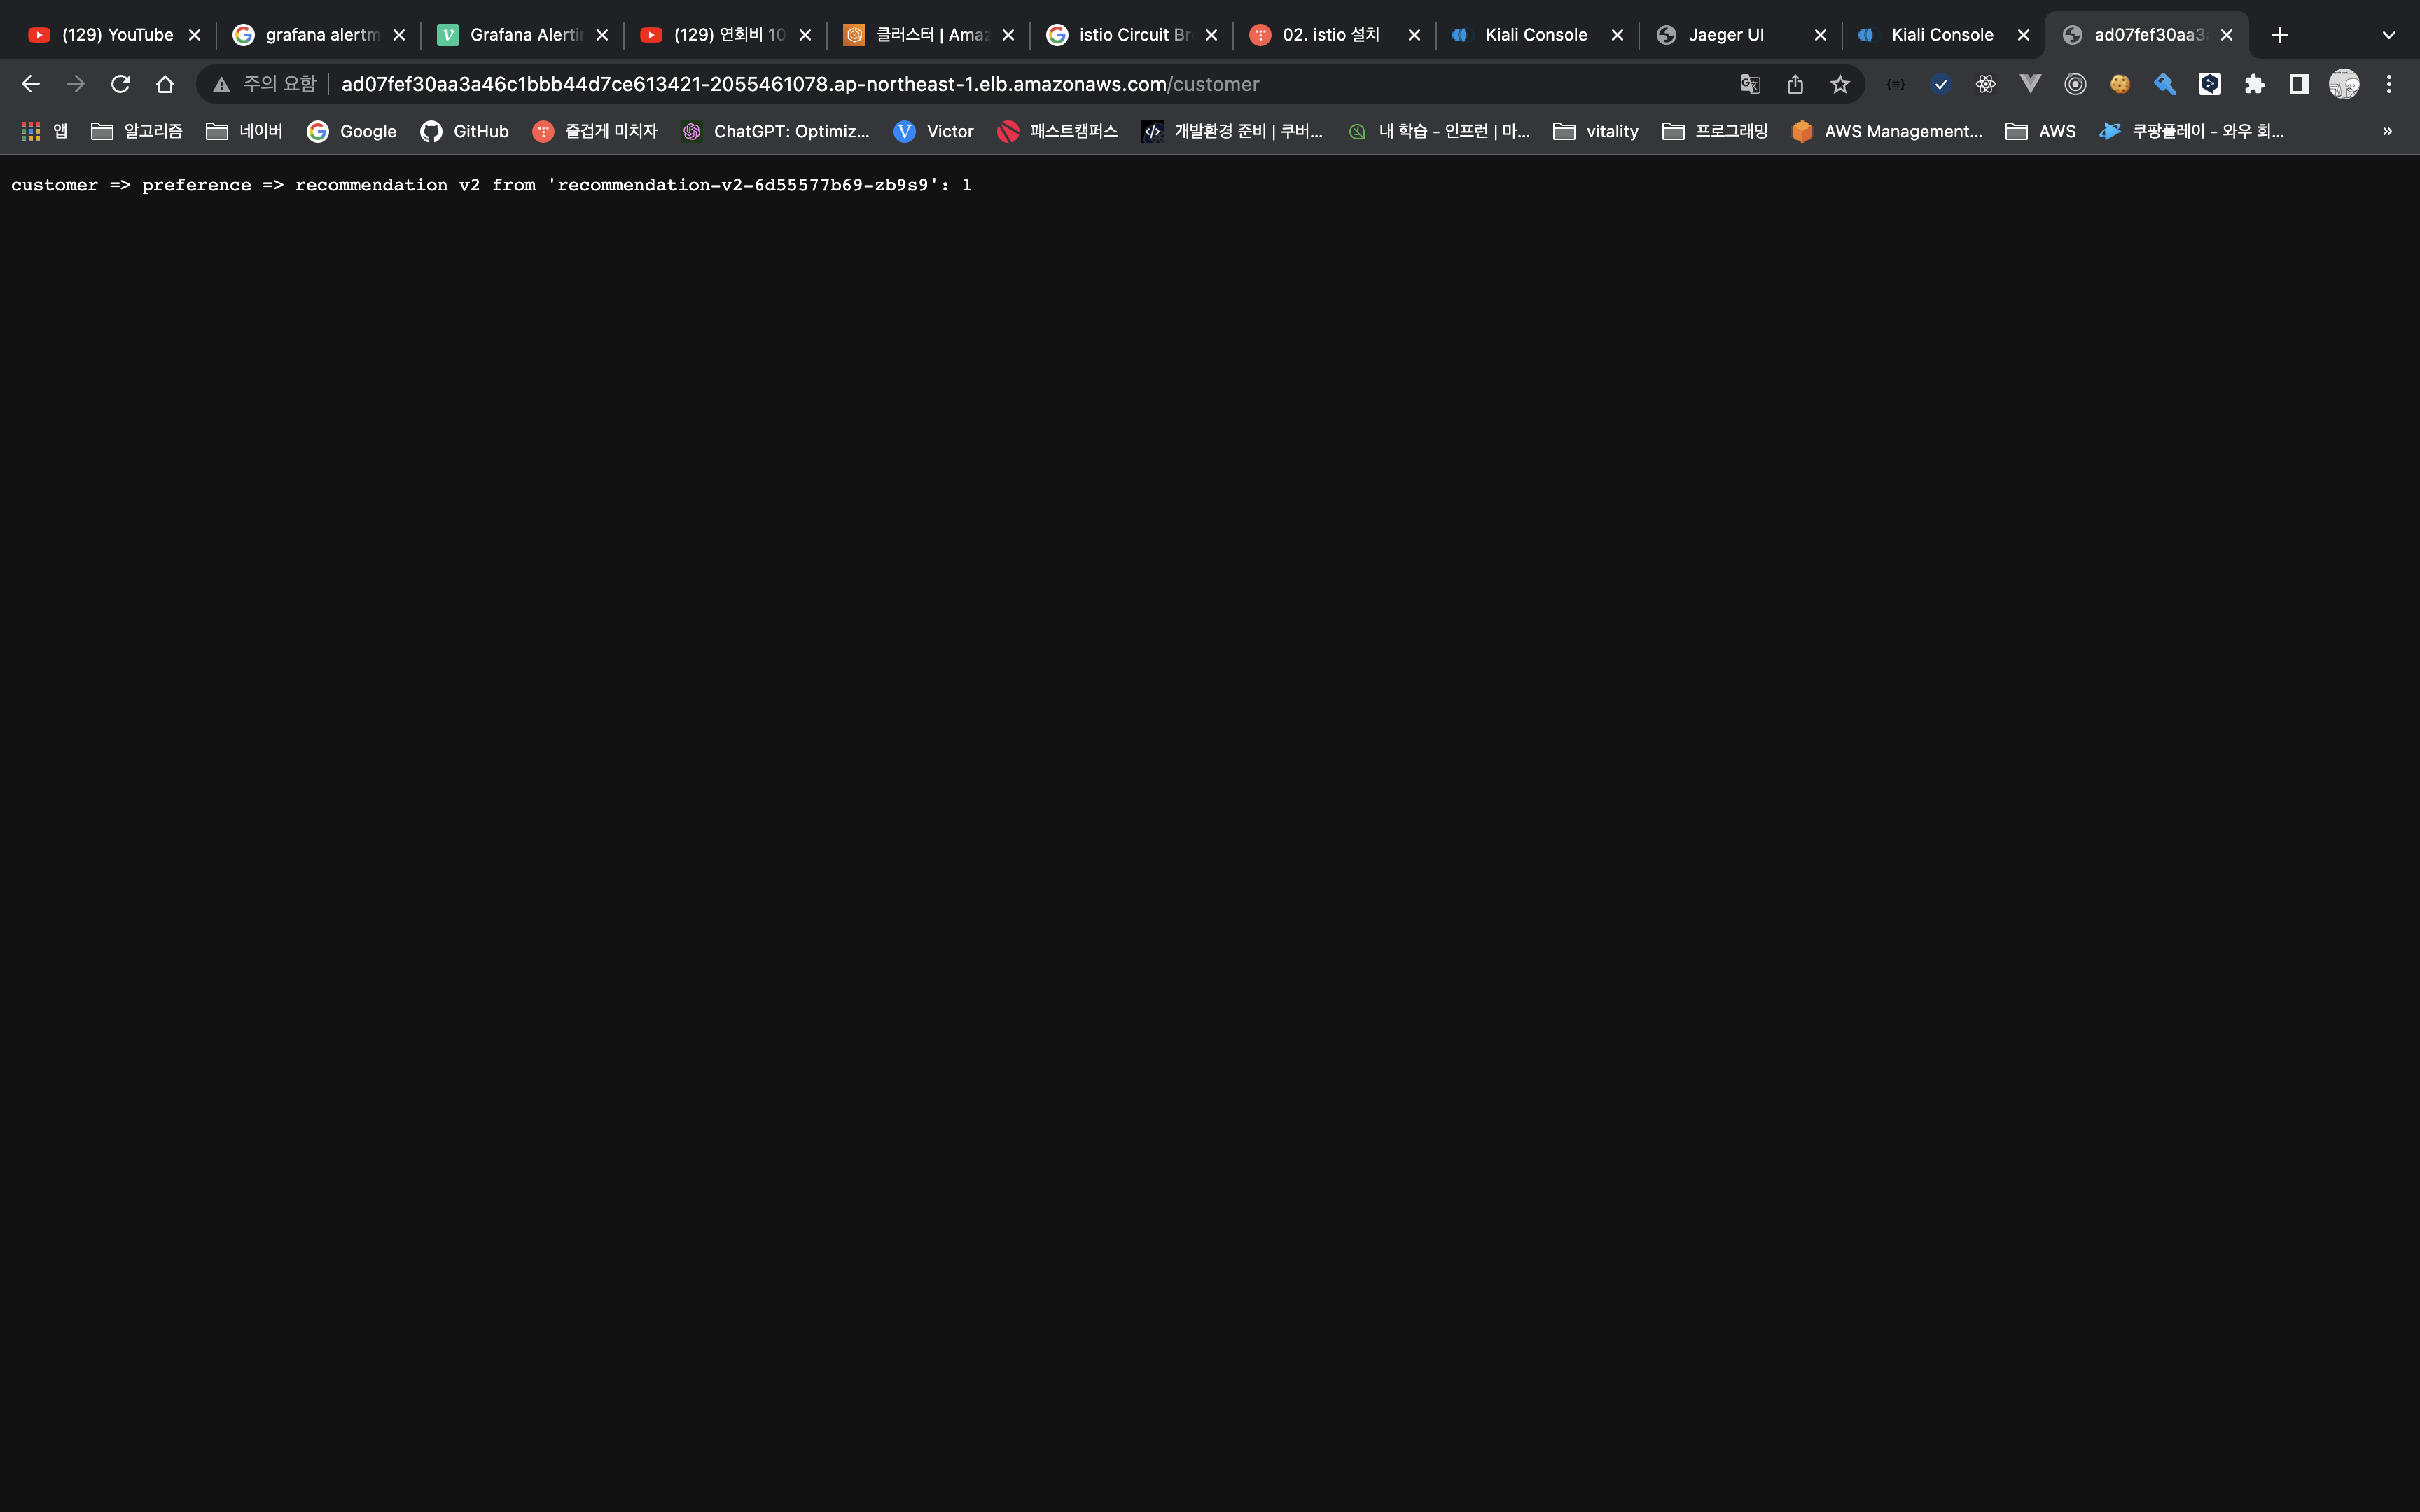 (129) YouTube grafana alertm Grafana Alertin (129) 연회비 10 클러스터 | Amaz istio Circuit Br 02. istio 설치 Kiali Console Jaeger UI Kiali Console ad07fef30aa3
주의 요함 ad07fef30aa3a46c1bbb44d7ce613421-2055461078.ap-northeast-1.elb.amazonaws.com/customer
앱 알고리즘 네이버 Google GitHub 즐겁게 미치자 ChatGPT: Optimiz... Victor 패스트캠퍼스 개발환경 준비 | 쿠버... 내 학습 - 인프런 | 마... vitality 프로그래밍 AWS Management... AWS 쿠팡플레이 - 와우 회... »
customer => preference => recommendation v2 from 'recommendation-v2-6d55577b69-zb9s9': 1